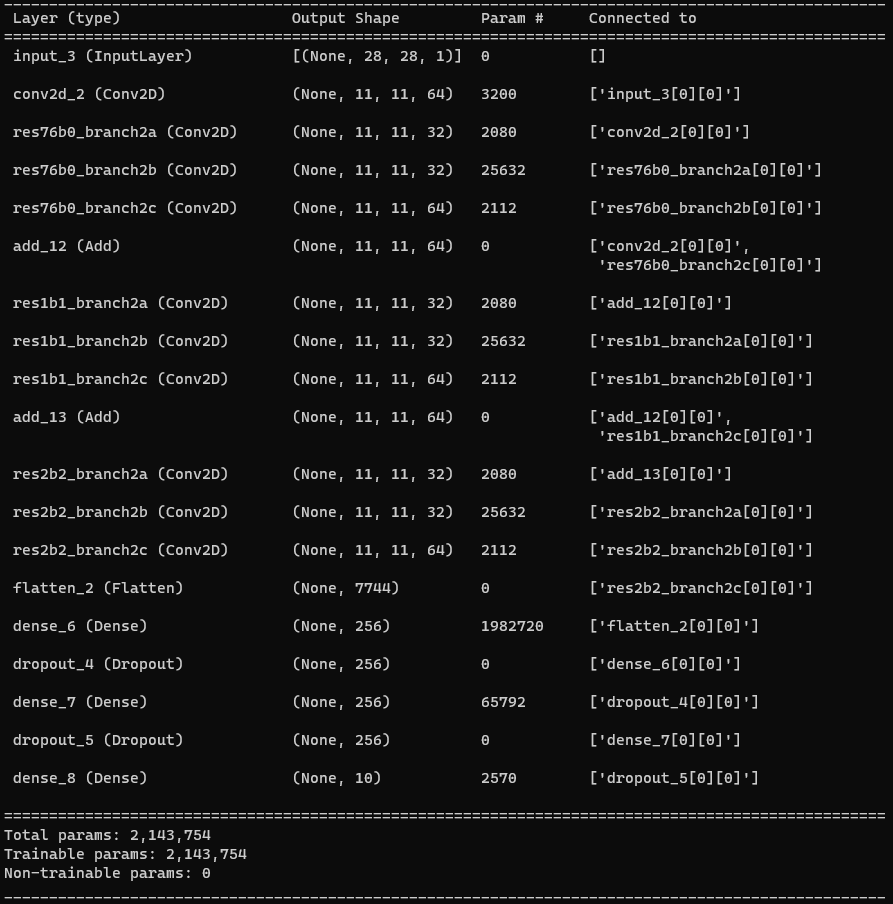 Layer (type) Output Shape Param # Connected to
input_3 (InputLayer) [(None, 28, 28, 1)] 0 []
conv2d_2 (Conv2D) (None, 11, 11, 64) 3200 ['input_3[0][0]']
res76b0_branch2a (Conv2D) (None, 11, 11, 32) 2080 ['conv2d_2[0][0]']
res76b0_branch2b (Conv2D) (None, 11, 11, 32) 25632 ['res76b0_branch2a[0][0]']
res76b0_branch2c (Conv2D) (None, 11, 11, 64) 2112 ['res76b0_branch2b[0][0]']
add_12 (Add) (None, 11, 11, 64) 0 ['conv2d_2[0][0]',
'res76b0_branch2c[0][0]']
res1b1_branch2a (Conv2D) (None, 11, 11, 32) 2080 ['add_12[0][0]']
res1b1_branch2b (Conv2D) (None, 11, 11, 32) 25632 ['res1b1_branch2a[0][0]']
res1b1_branch2c (Conv2D) (None, 11, 11, 64) 2112 ['res1b1_branch2b[0][0]']
add_13 (Add) (None, 11, 11, 64) 0 ['add_12[0][0]',
'res1b1_branch2c[0][0]']
res2b2_branch2a (Conv2D) (None, 11, 11, 32) 2080 ['add_13[0][0]']
res2b2_branch2b (Conv2D) (None, 11, 11, 32) 25632 ['res2b2_branch2a[0][0]']
res2b2_branch2c (Conv2D) (None, 11, 11, 64) 2112 ['res2b2_branch2b[0][0]']
flatten_2 (Flatten) (None, 7744) 0 ['res2b2_branch2c[0][0]']
dense_6 (Dense) (None, 256) 1982720 ['flatten_2[0][0]']
dropout_4 (Dropout) (None, 256) 0 ['dense_6[0][0]']
dense_7 (Dense) (None, 256) 65792 ['dropout_4[0][0]']
dropout_5 (Dropout) (None, 256) 0 ['dense_7[0][0]']
dense_8 (Dense) (None, 10) 2570 ['dropout_5[0][0]']
Total params: 2,143,754
Trainable params: 2,143,754
Non-trainable params: 0